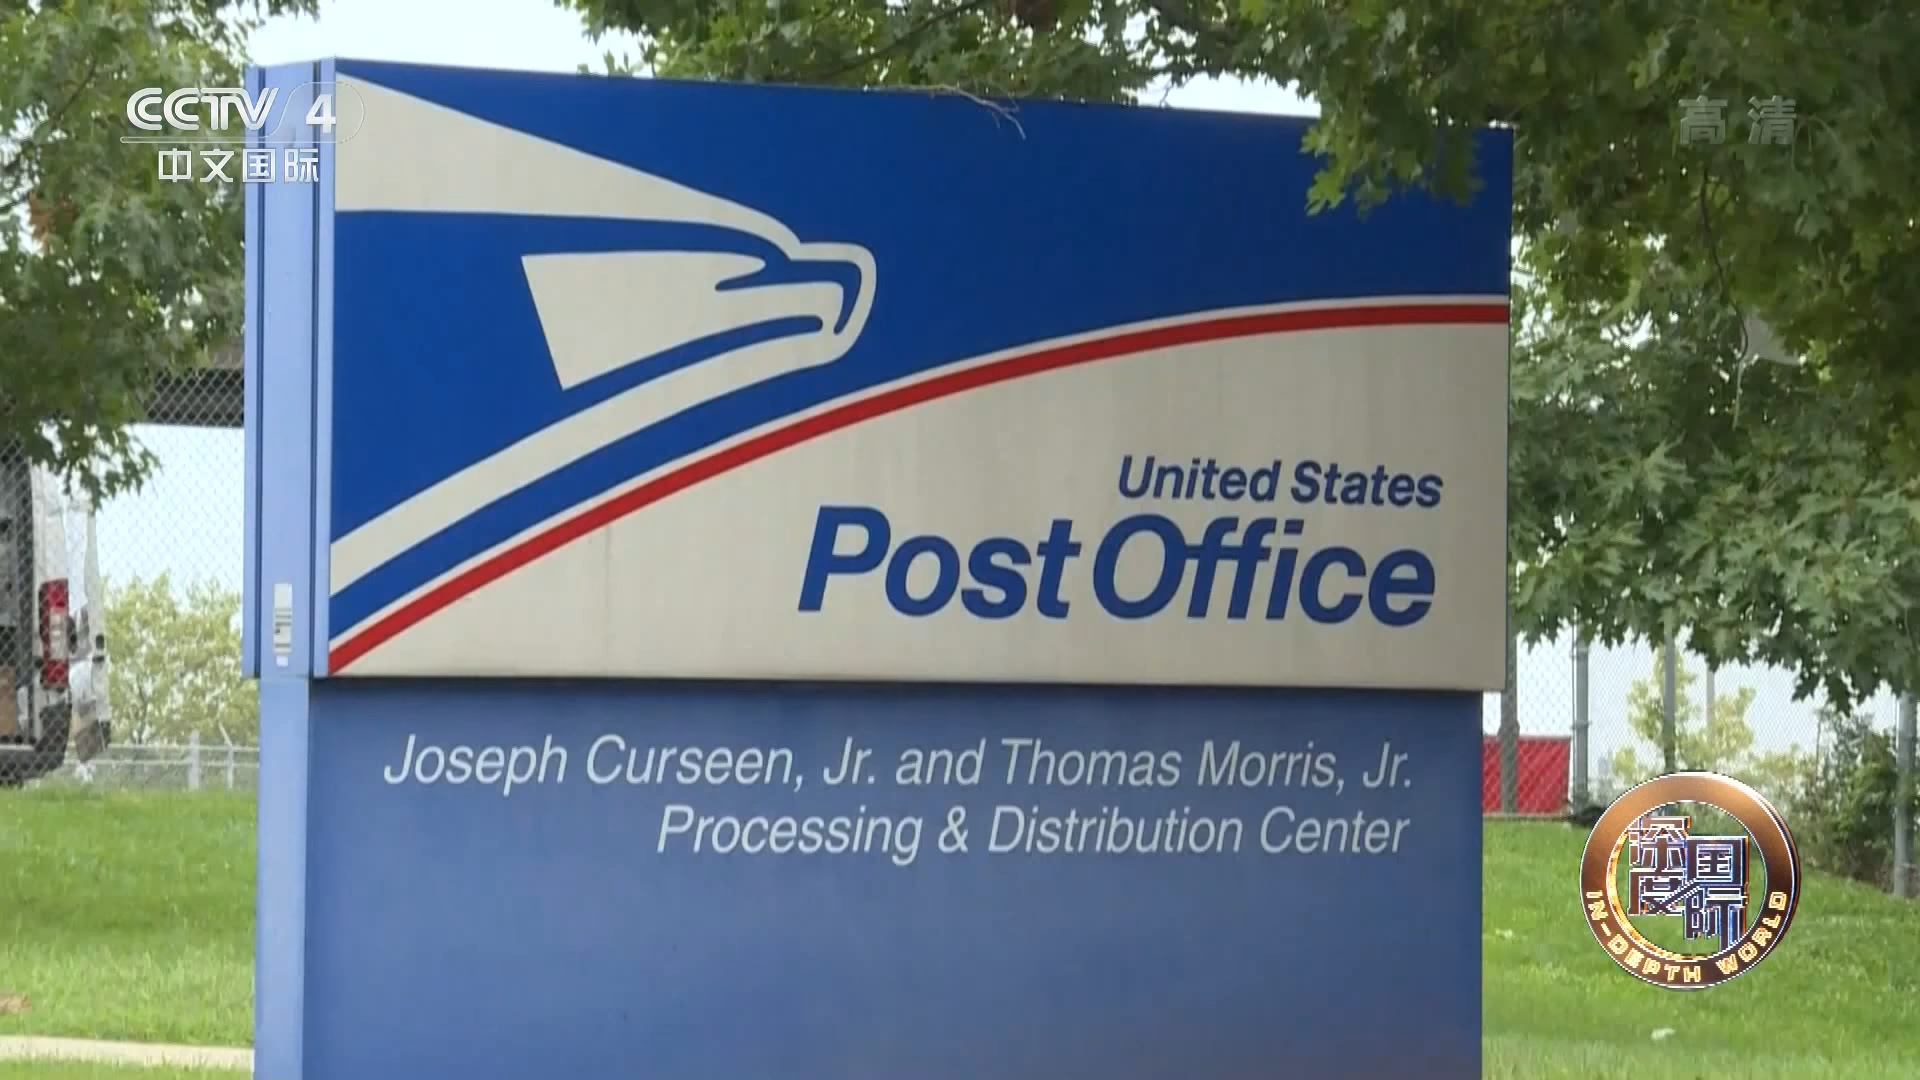 CCTV 4
中文国际
高清
United States
Post Office
Joseph Curseen, Jr. and Thomas Morris, Jr.
Processing & Distribution Center
深度国际
IN-DEPTH WORLD